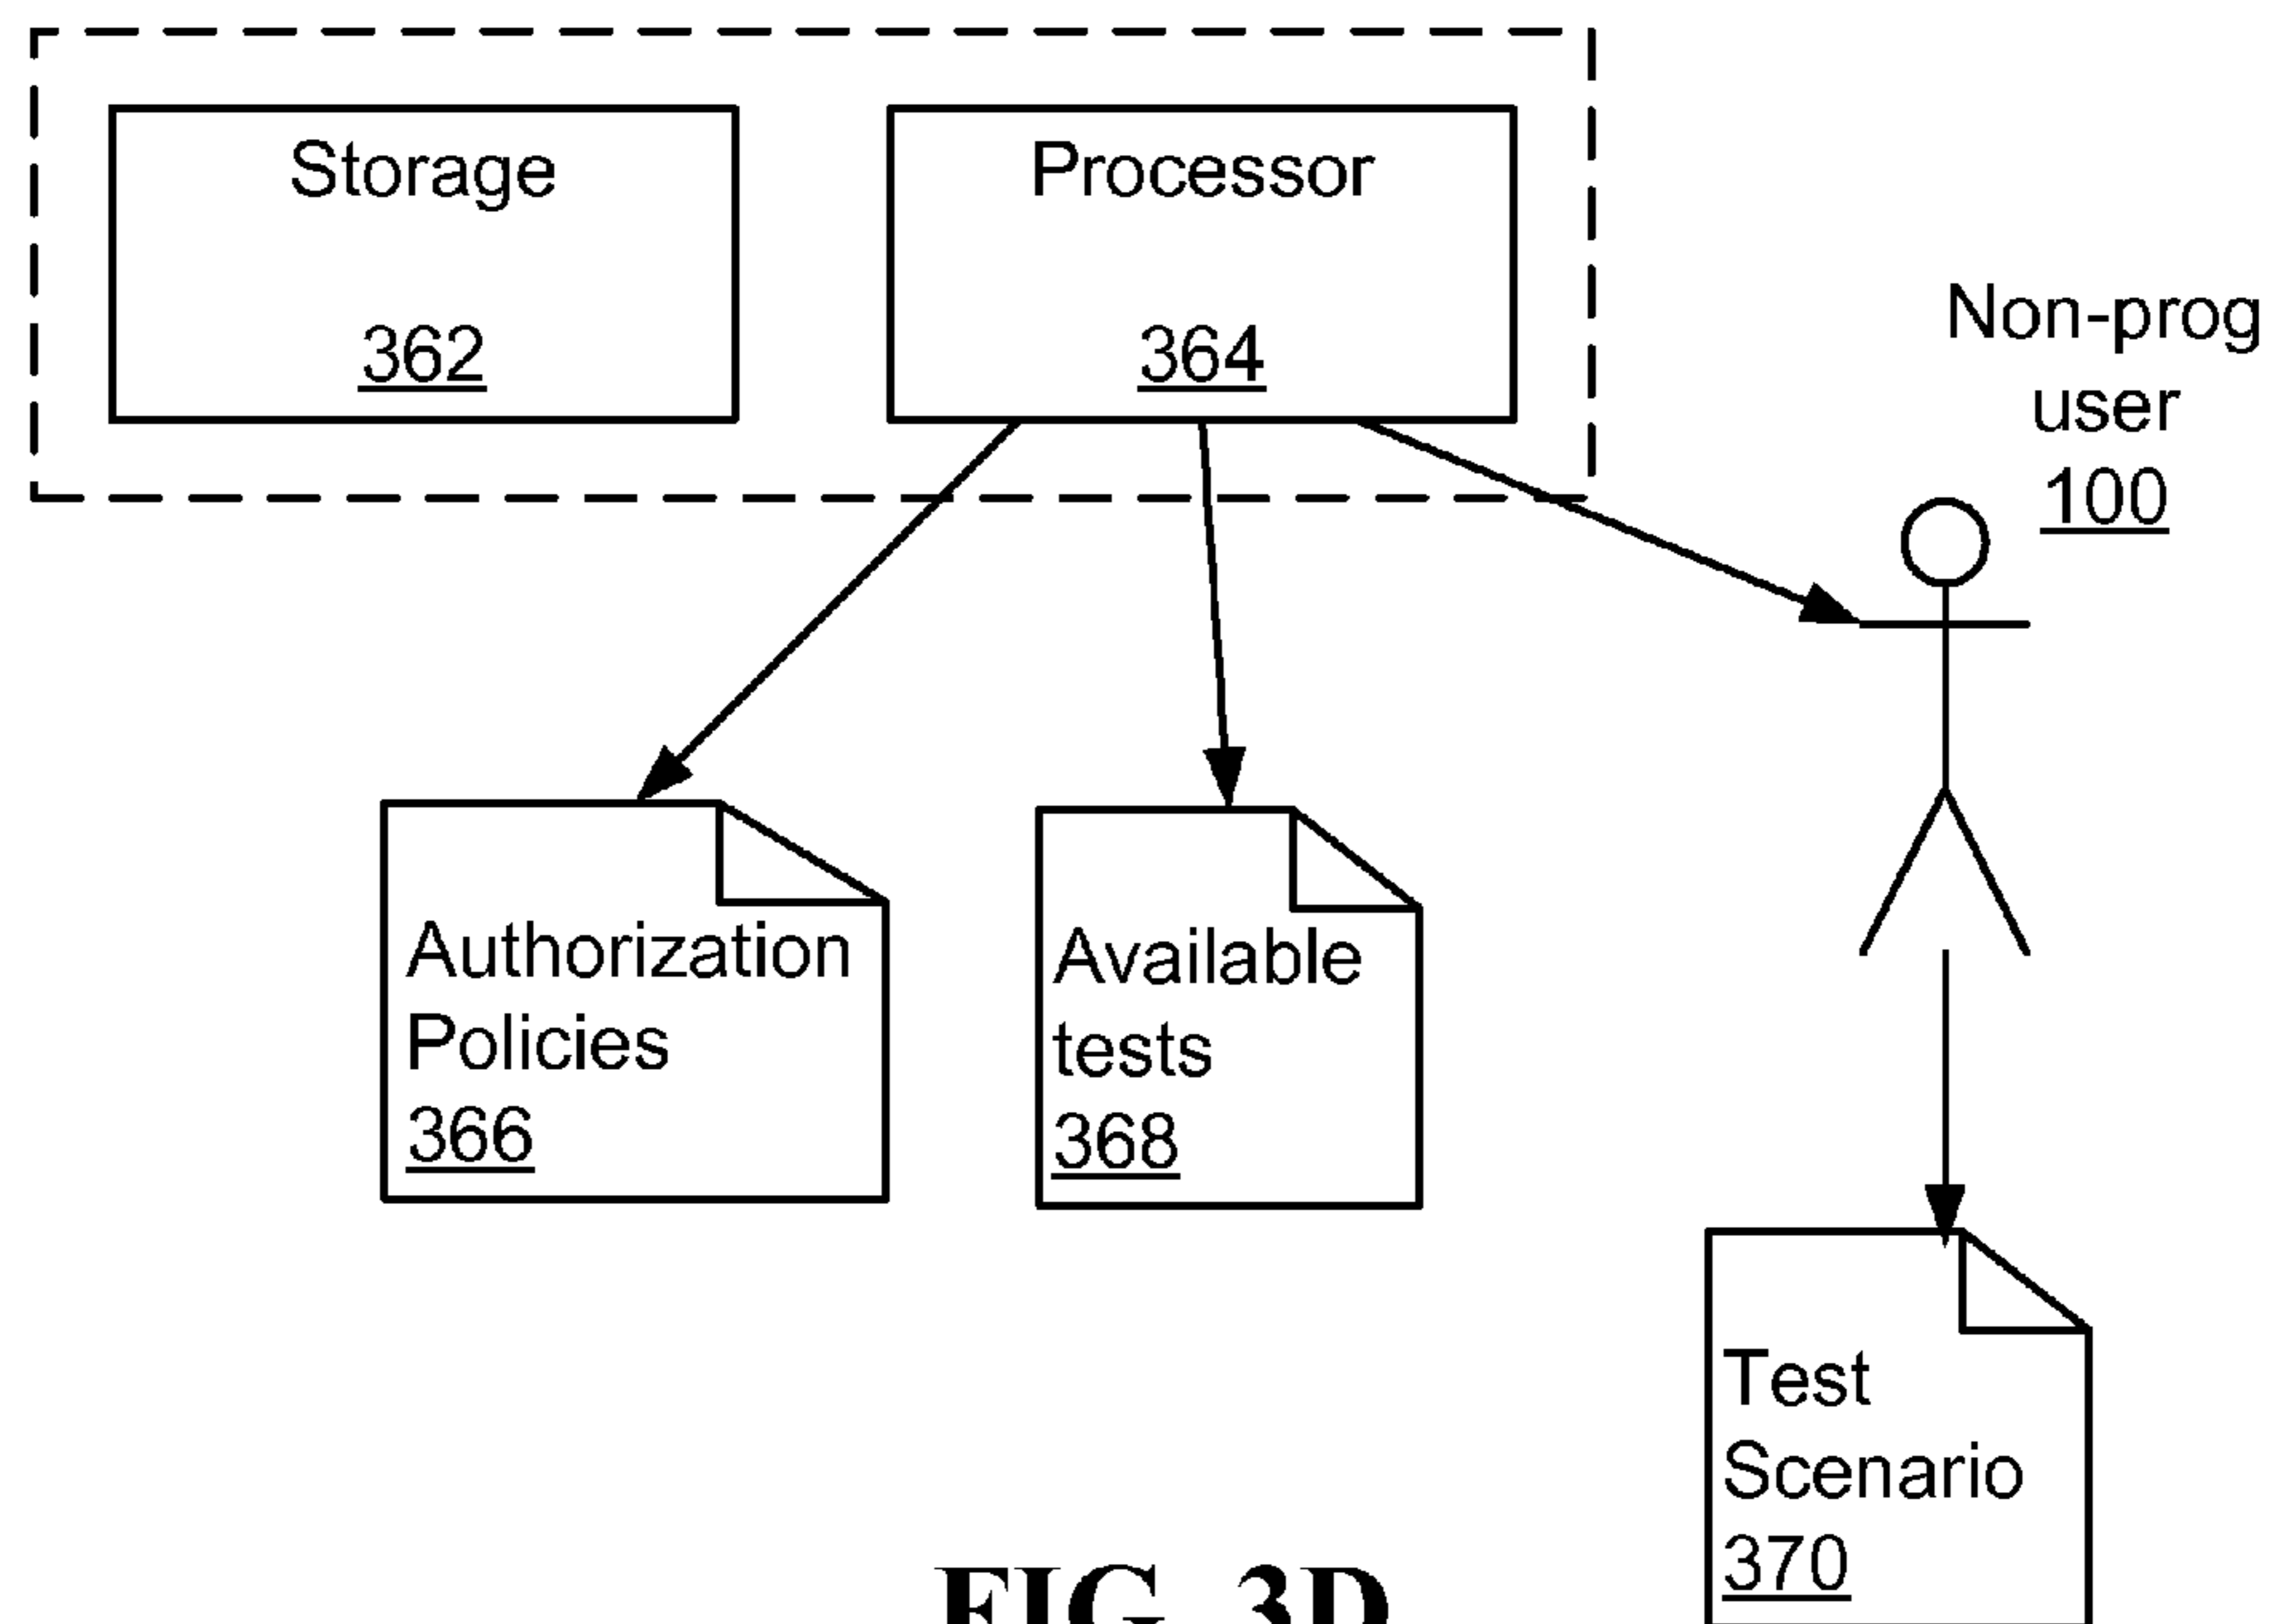 Storage
362
Processor
364
Non-prog
user
100
Authorization
Policies
366
Available
tests
368
Test
Scenario
370
FIG. 3D